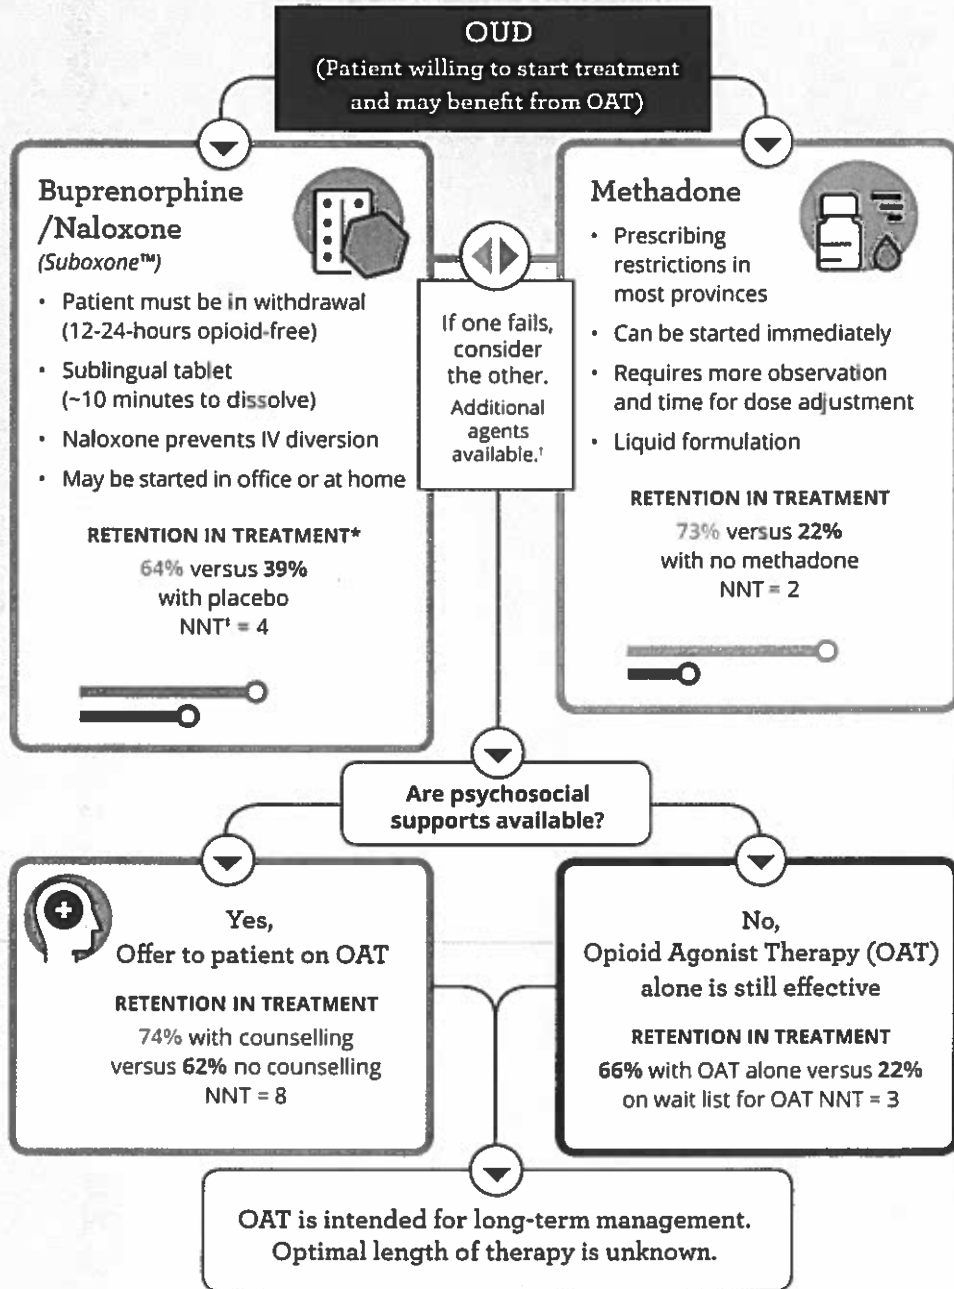 OUD
(Patient willing to start treatment
and may benefit from OAT)
Buprenorphine
/Naloxone
(Suboxone™)
• Patient must be in withdrawal
(12-24-hours opioid-free)
• Sublingual tablet
(~10 minutes to dissolve)
• Naloxone prevents IV diversion
• May be started in office or at home
RETENTION IN TREATMENT*
64% versus 39%
with placebo
NNT‡ = 4
If one fails,
consider
the other.
Additional
agents
available.†
Methadone
• Prescribing
restrictions in
most provinces
• Can be started immediately
• Requires more observation
and time for dose adjustment
• Liquid formulation
RETENTION IN TREATMENT
73% versus 22%
with no methadone
NNT = 2
Are psychosocial
supports available?
Yes,
Offer to patient on OAT
RETENTION IN TREATMENT
74% with counselling
versus 62% no counselling
NNT = 8
No,
Opioid Agonist Therapy (OAT)
alone is still effective
RETENTION IN TREATMENT
66% with OAT alone versus 22%
on wait list for OAT NNT = 3
OAT is intended for long-term management.
Optimal length of therapy is unknown.